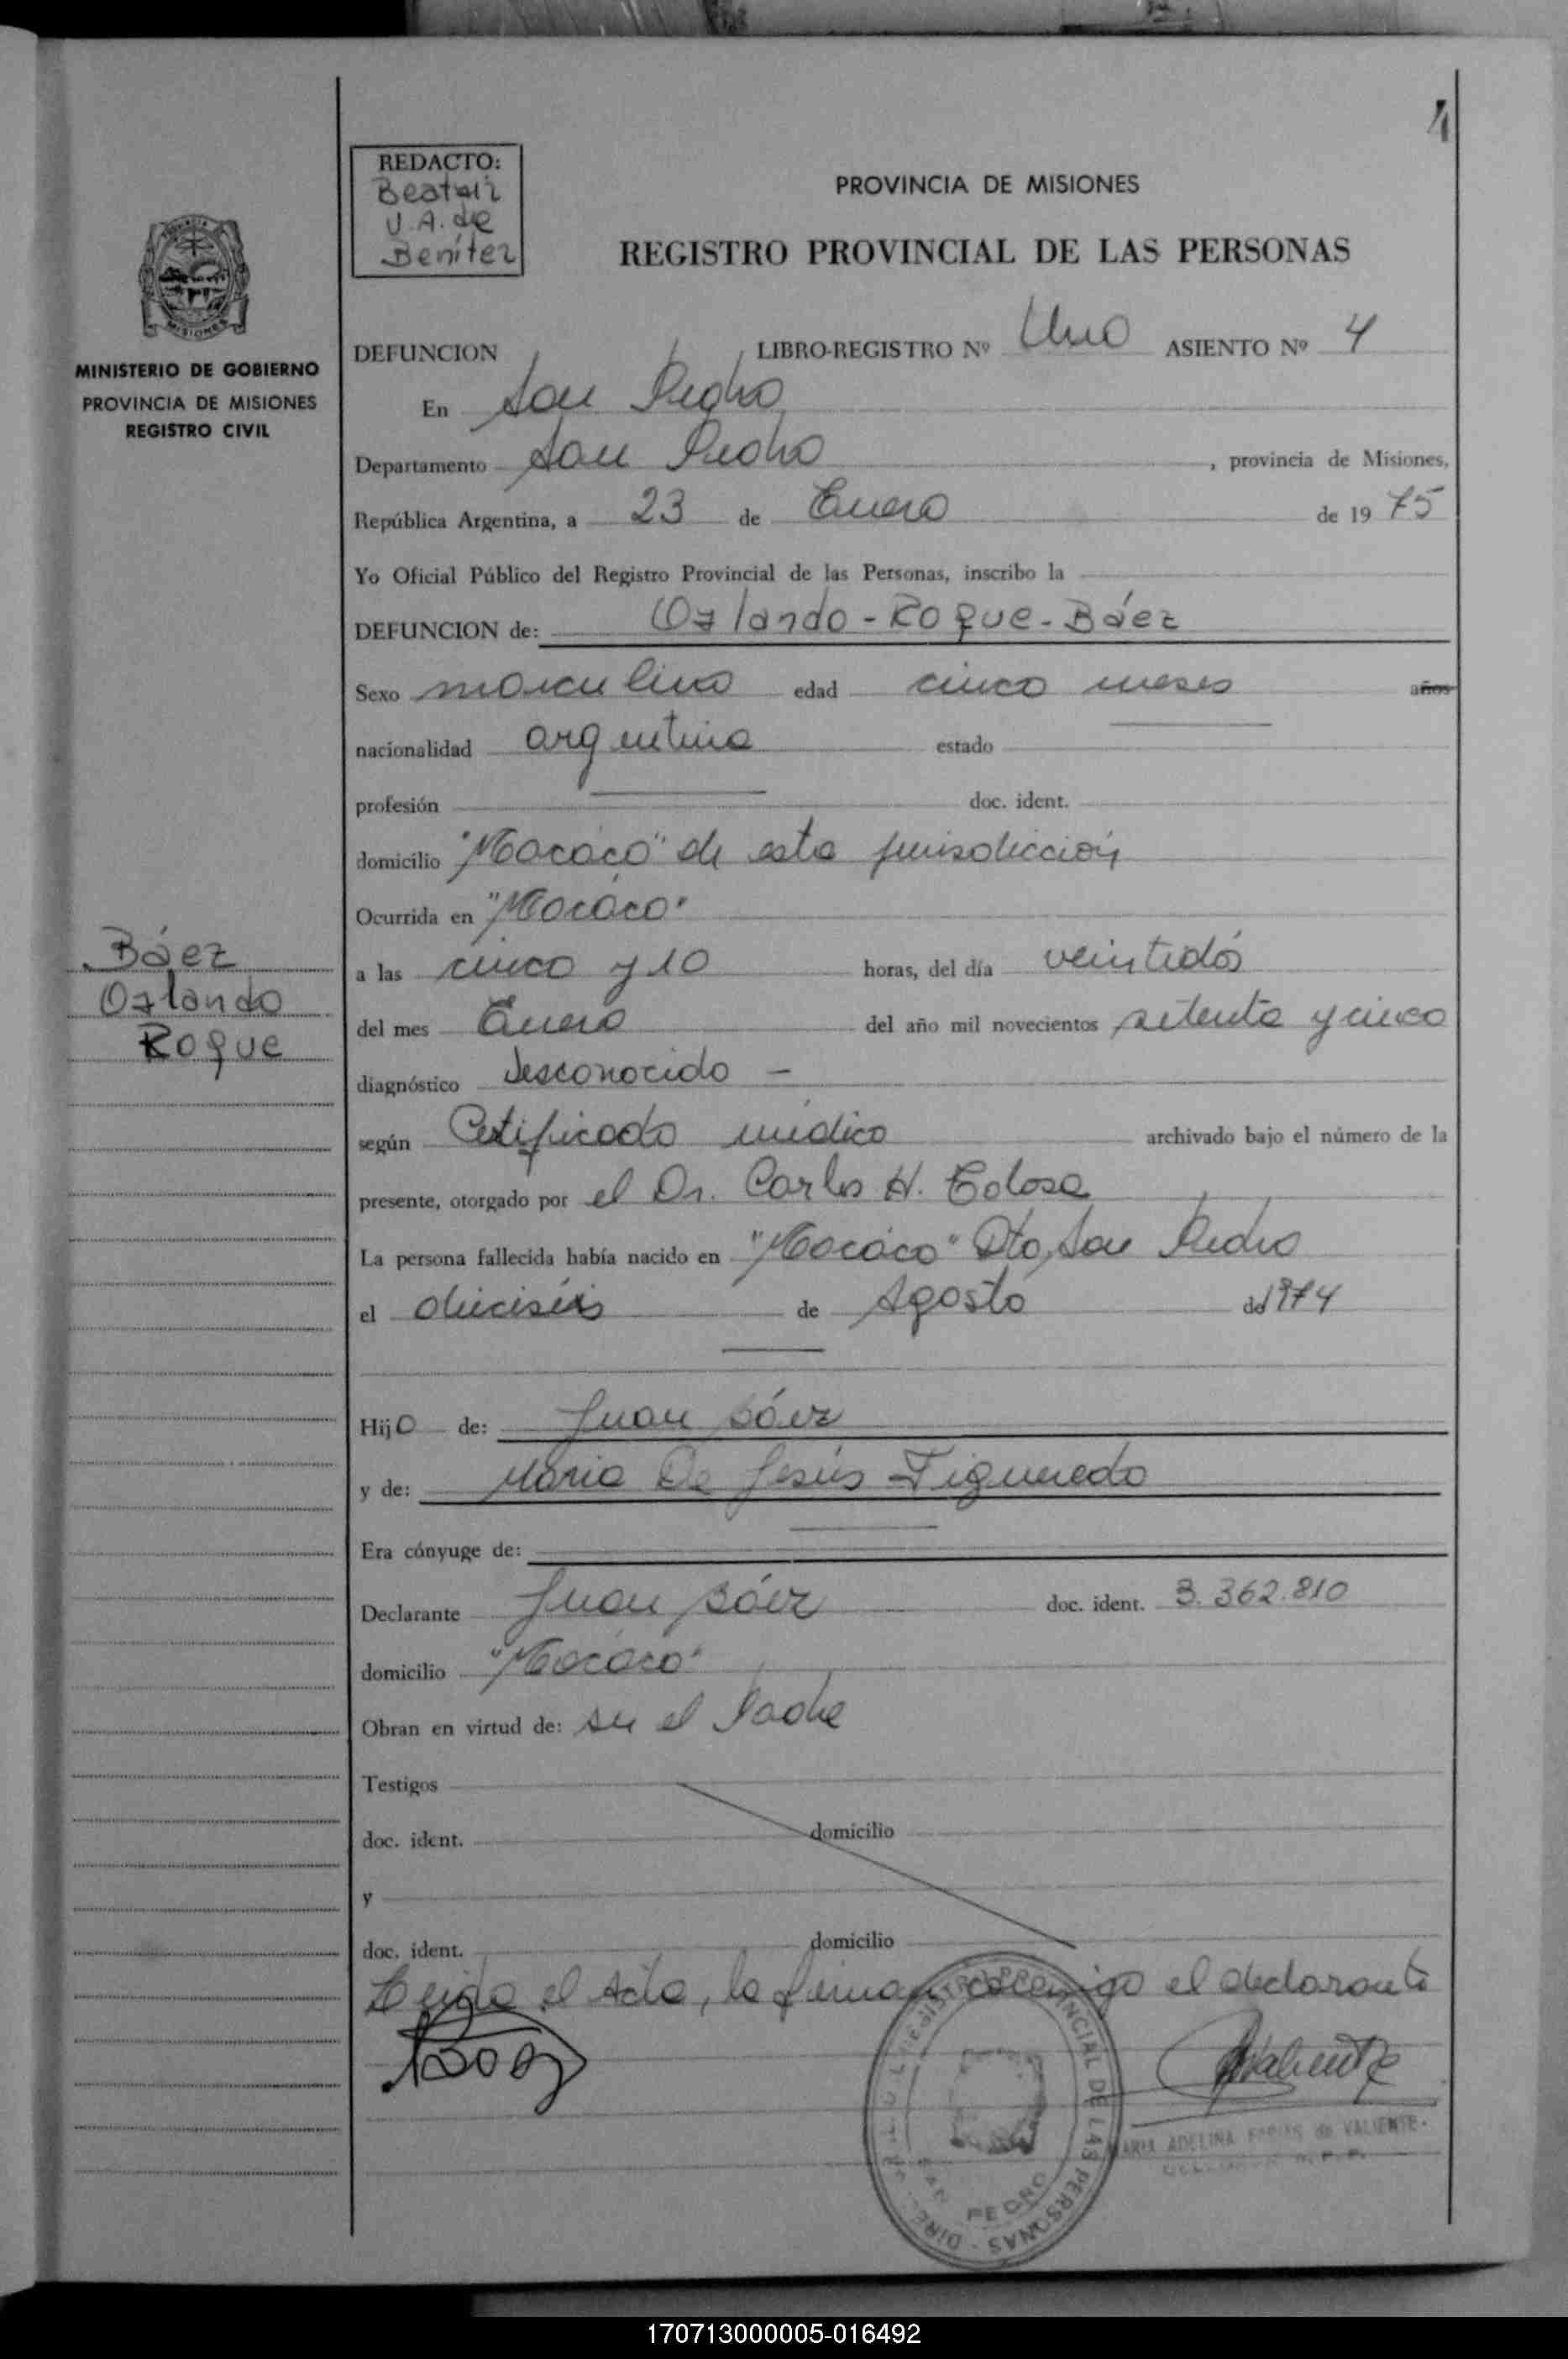 4
REDACTO:
Beatriz
V. A. de
Benítez
PROVINCIA DE MISIONES
REGISTRO PROVINCIAL DE LAS PERSONAS
MISIONES
MINISTERIO DE GOBIERNO
PROVINCIA DE MISIONES
REGISTRO CIVIL
DEFUNCION LIBRO-REGISTRO Nº Uno ASIENTO Nº 4
En San Pedro
Departamento San Pedro, provincia de Misiones,
República Argentina, a 23 de Enero de 19 75
Yo Oficial Público del Registro Provincial de las Personas, inscribo la
DEFUNCION de: Orlando - Roque - Báez
Sexo masculino edad cinco meses años
nacionalidad argentina estado
profesión doc. ident.
domicilio "Macaco" de esta jurisdicción
Ocurrida en "Macaco"
a las cinco y 10 horas, del día veintidós
del mes Enero del año mil novecientos setenta y cinco
diagnóstico Desconocido -
según Certificado médico archivado bajo el número de la
presente, otorgado por el Dr. Carlos H. Tolosa
La persona fallecida había nacido en "Macaco" Dto. San Pedro
el dieciséis de Agosto de 1974
Hijo de: Juan Báez
y de: María De Jesús Figueredo
Era cónyuge de:
Declarante Juan Báez doc. ident. 3.362.810
domicilio "Macaco"
Obran en virtud de: ser el Padre
Testigos
doc. ident. domicilio
y
doc. ident. domicilio
Leída el Acta, la firman conmigo el declarante
Báez
Orlando
Roque
REGISTRO PROVINCIAL DE LAS PERSONAS
SAN PEDRO
MARIA ADELINA FARIAS de VALIENTE
170713000005-016492